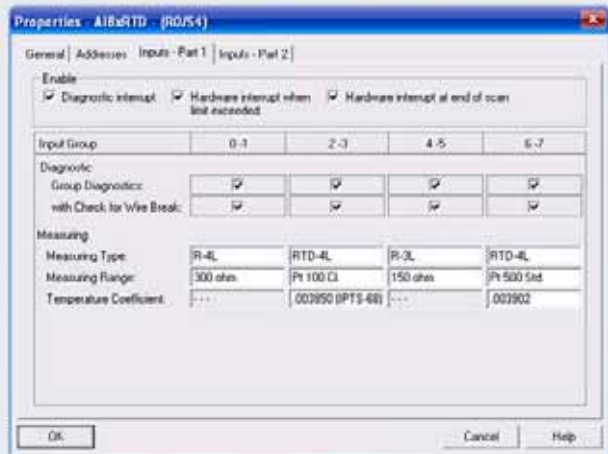 Properties - AI8xRTD - (R0/S4)
General Addresses Inputs - Part 1 Inputs - Part 2
Enable
Diagnostic interrupt Hardware interrupt when limit exceeded Hardware interrupt at end of scan
Input Group 0 -1 2 -3 4 -5 6 -7
Diagnostic
Group Diagnostics:
with Check for Wire Break:
Measuring
Measuring Type: R-4L RTD-4L R-3L RTD-4L
Measuring Range: 300 ohm Pt 100 Cl. 150 ohm Pt 500 Std.
Temperature Coefficient - - - .003850 (IPTS-68) - - - .003902
OK Cancel Help